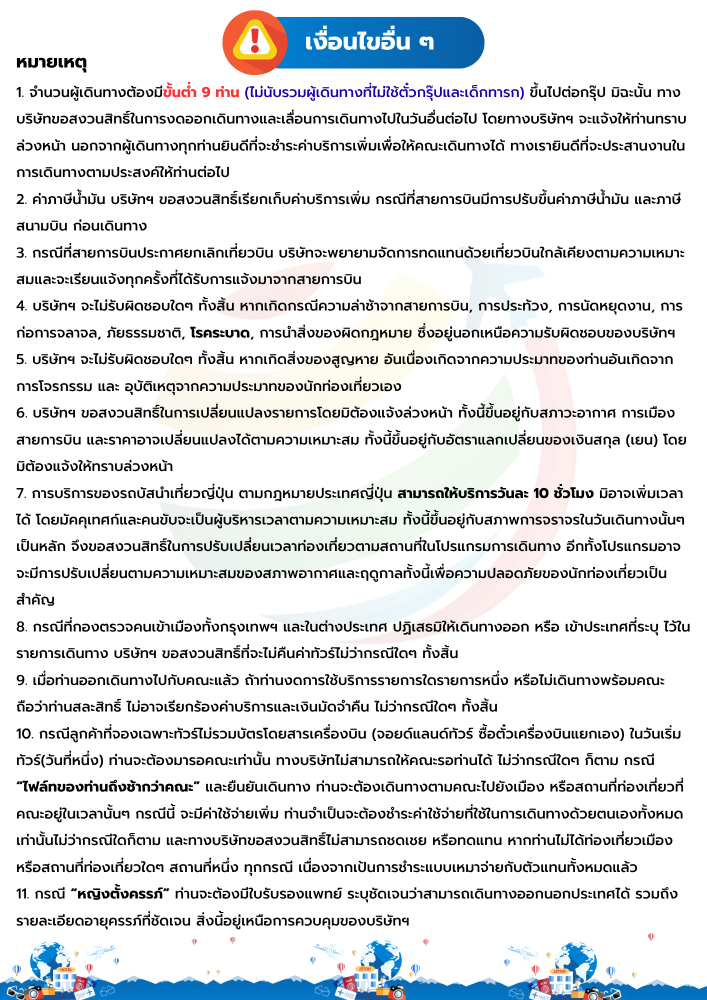 เงื่อนไขอื่น ๆ
หมายเหตุ
1. จำนวนผู้เดินทางต้องมีขั้นต่ำ 9 ท่าน (ไม่นับรวมผู้เดินทางที่ไม่ใช้ตั๋วกรุ๊ปและเด็กทารก) ขึ้นไปต่อกรุ๊ป มิฉะนั้น ทาง
บริษัทขอสงวนสิทธิ์ในการงดออกเดินทางและเลื่อนการเดินทางไปในวันอื่นต่อไป โดยทางบริษัทฯ จะแจ้งให้ท่านทราบ
ล่วงหน้า นอกจากผู้เดินทางทุกท่านยินดีที่จะชำระค่าบริการเพิ่มเพื่อให้คณะเดินทางได้ ทางเรายินดีที่จะประสานงานใน
การเดินทางตามประสงค์ให้ท่านต่อไป
2. ค่าภาษีน้ำมัน บริษัทฯ ขอสงวนสิทธิ์เรียกเก็บค่าบริการเพิ่ม กรณีที่สายการบินมีการปรับขึ้นค่าภาษีน้ำมัน และภาษี
สนามบิน ก่อนเดินทาง
3. กรณีที่สายการบินประกาศยกเลิกเที่ยวบิน บริษัทจะพยายามจัดการทดแทนด้วยเที่ยวบินใกล้เคียงตามความเหมาะ
สมและจะเรียนแจ้งทุกครั้งที่ได้รับการแจ้งมาจากสายการบิน
4. บริษัทฯ จะไม่รับผิดชอบใดๆ ทั้งสิ้น หากเกิดกรณีความล่าช้าจากสายการบิน, การประท้วง, การนัดหยุดงาน, การ
ก่อการจลาจล, ภัยธรรมชาติ, โรคระบาด, การนำสิ่งของผิดกฎหมาย ซึ่งอยู่นอกเหนือความรับผิดชอบของบริษัทฯ
5. บริษัทฯ จะไม่รับผิดชอบใดๆ ทั้งสิ้น หากเกิดสิ่งของสูญหาย อันเนื่องเกิดจากความประมาทของท่านอันเกิดจาก
การโจรกรรม และ อุบัติเหตุจากความประมาทของนักท่องเที่ยวเอง
6. บริษัทฯ ขอสงวนสิทธิ์ในการเปลี่ยนแปลงรายการโดยมิต้องแจ้งล่วงหน้า ทั้งนี้ขึ้นอยู่กับสภาวะอากาศ การเมือง
สายการบิน และราคาอาจเปลี่ยนแปลงได้ตามความเหมาะสม ทั้งนี้ขึ้นอยู่กับอัตราแลกเปลี่ยนของเงินสกุล (เยน) โดย
มิต้องแจ้งให้ทราบล่วงหน้า
7. การบริการของรถบัสนำเที่ยวญี่ปุ่น ตามกฎหมายประเทศญี่ปุ่น สามารถให้บริการวันละ 10 ชั่วโมง มิอาจเพิ่มเวลา
ได้ โดยมัคคุเทศก์และคนขับจะเป็นผู้บริหารเวลาตามความเหมาะสม ทั้งนี้ขึ้นอยู่กับสภาพการจราจรในวันเดินทางนั้นๆ
เป็นหลัก จึงขอสงวนสิทธิ์ในการปรับเปลี่ยนเวลาท่องเที่ยวตามสถานที่ในโปรแกรมการเดินทาง อีกทั้งโปรแกรมอาจ
จะมีการปรับเปลี่ยนตามความเหมาะสมของสภาพอากาศและฤดูกาลทั้งนี้เพื่อความปลอดภัยของนักท่องเที่ยวเป็น
สำคัญ
8. กรณีที่กองตรวจคนเข้าเมืองทั้งกรุงเทพฯ และในต่างประเทศ ปฏิเสธมิให้เดินทางออก หรือ เข้าประเทศที่ระบุ ไว้ใน
รายการเดินทาง บริษัทฯ ขอสงวนสิทธิ์ที่จะไม่คืนค่าทัวร์ไม่ว่ากรณีใดๆ ทั้งสิ้น
9. เมื่อท่านออกเดินทางไปกับคณะแล้ว ถ้าท่านงดการใช้บริการรายการใดรายการหนึ่ง หรือไม่เดินทางพร้อมคณะ
ถือว่าท่านสละสิทธิ์ ไม่อาจเรียกร้องค่าบริการและเงินมัดจำคืน ไม่ว่ากรณีใดๆ ทั้งสิ้น
10. กรณีลูกค้าที่จองเฉพาะทัวร์ไม่รวมบัตรโดยสารเครื่องบิน (จอยด์แลนด์ทัวร์ ซื้อตั๋วเครื่องบินแยกเอง) ในวันเริ่ม
ทัวร์(วันที่หนึ่ง) ท่านจะต้องมารอคณะเท่านั้น ทางบริษัทไม่สามารถให้คณะรอท่านได้ ไม่ว่ากรณีใดๆ ก็ตาม กรณี
“ไฟล์ทของท่านถึงช้ากว่าคณะ” และยืนยันเดินทาง ท่านจะต้องเดินทางตามคณะไปยังเมือง หรือสถานที่ท่องเที่ยวที่
คณะอยู่ในเวลานั้นๆ กรณีนี้ จะมีค่าใช้จ่ายเพิ่ม ท่านจำเป็นจะต้องชำระค่าใช้จ่ายที่ใช้ในการเดินทางด้วยตนเองทั้งหมด
เท่านั้นไม่ว่ากรณีใดก็ตาม และทางบริษัทขอสงวนสิทธิ์ไม่สามารถชดเชย หรือทดแทน หากท่านไม่ได้ท่องเที่ยวเมือง
หรือสถานที่ท่องเที่ยวใดๆ สถานที่หนึ่ง ทุกกรณี เนื่องจากเป้นการชำระแบบเหมาจ่ายกับตัวแทนทั้งหมดแล้ว
11. กรณี “หญิงตั้งครรภ์” ท่านจะต้องมีใบรับรองแพทย์ ระบุชัดเจนว่าสามารถเดินทางออกนอกประเทศได้ รวมถึง
รายละเอียดอายุครรภ์ที่ชัดเจน สิ่งนี้อยู่เหนือการควบคุมของบริษัทฯ
HOTEL HOTEL HOTEL
PASS PASS PASS
TICKET TICKET TICKET